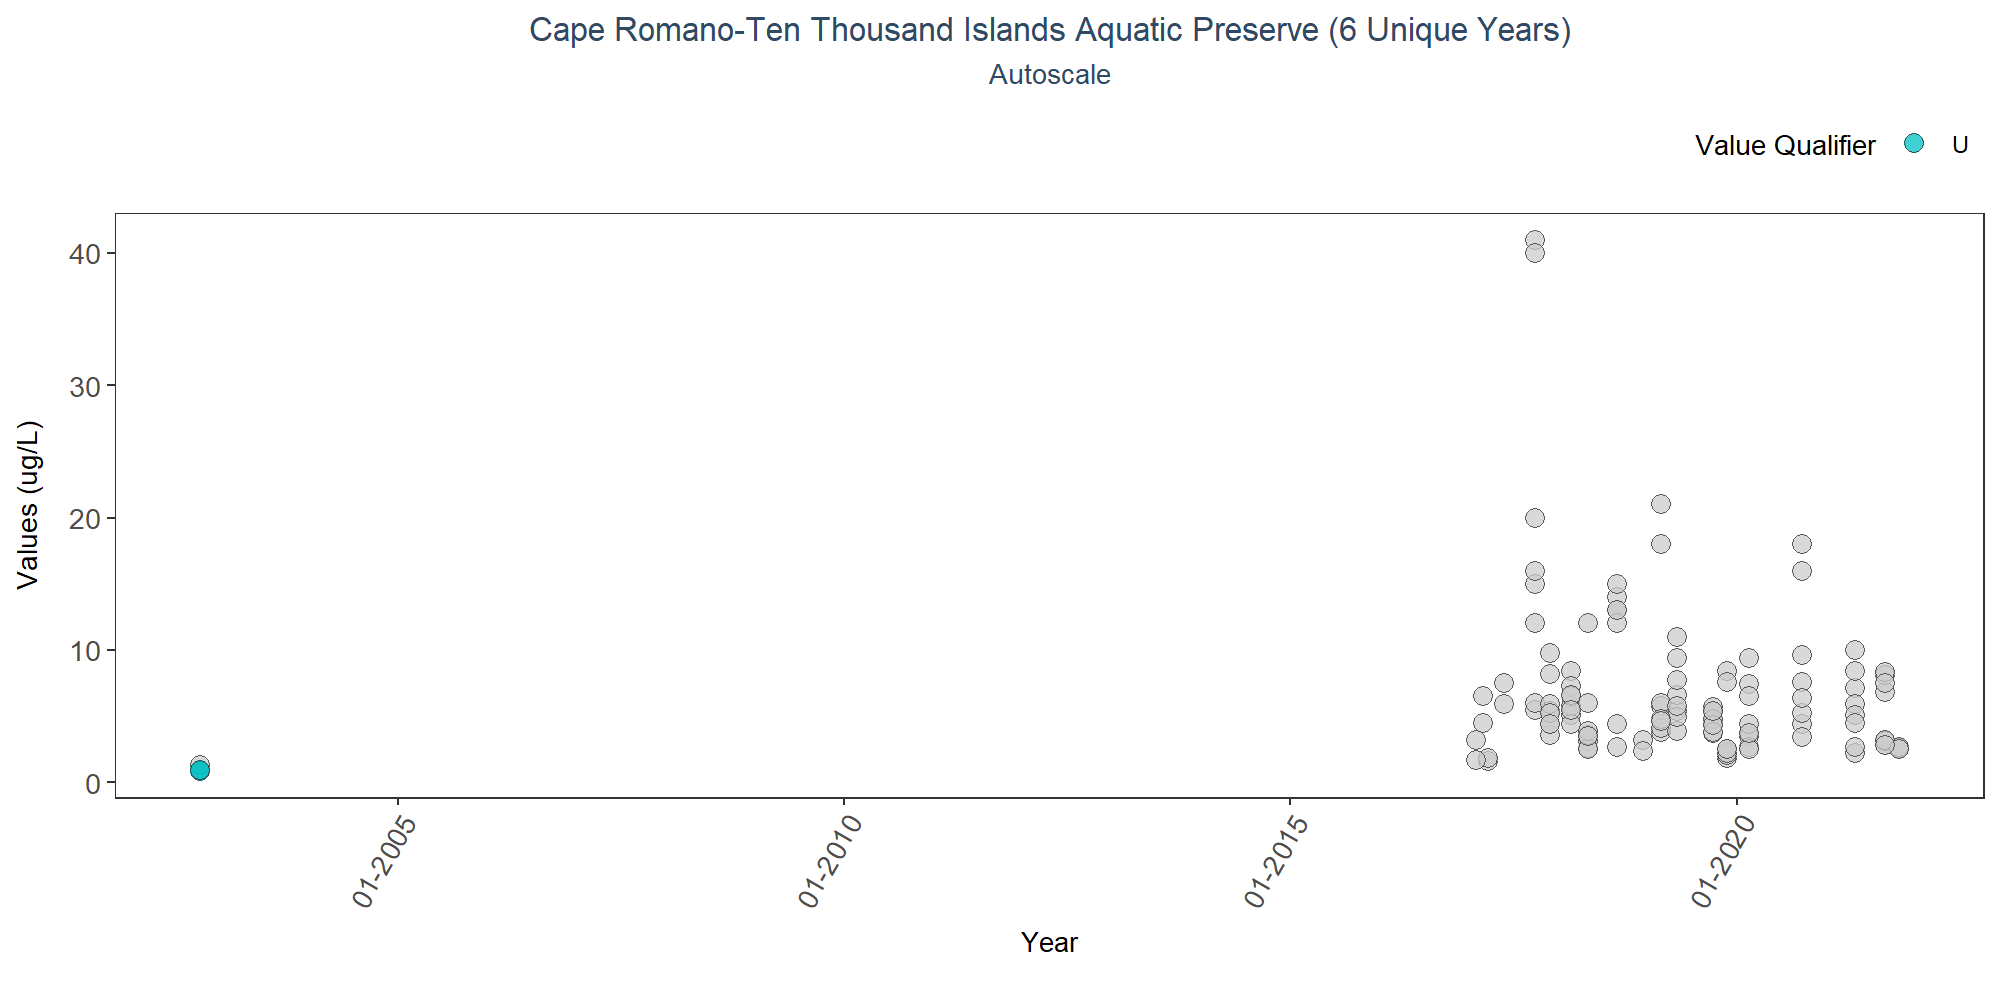 Cape Romano-Ten Thousand Islands Aquatic Preserve (6 Unique Years)
Autoscale
Value Qualifier U
Values (ug/L)
40
30
20
10
0
01-2005
01-2010
01-2015
01-2020
Year